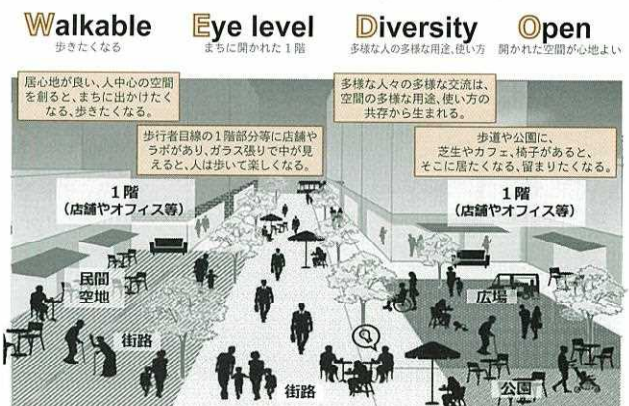 Walkable
歩きたくなる
Eye level
まちに開かれた1階
Diversity
多様な人の多様な用途、使い方
Open
開かれた空間が心地よい
居心地が良い、人中心の空間
を創ると、まちに出かけたく
なる、歩きたくなる。
歩行者目線の1階部分等に店舗や
ラボがあり、ガラス張りで中が見
えると、人は歩いて楽しくなる。
多様な人々の多様な交流は、
空間の多様な用途、使い方の
共存から生まれる。
歩道や公園に、
芝生やカフェ、椅子があると、
そこに居たくなる、留まりたくなる。
1階
（店舗やオフィス等）
1階
（店舗やオフィス等）
民間
空地
広場
街路
街路
公園